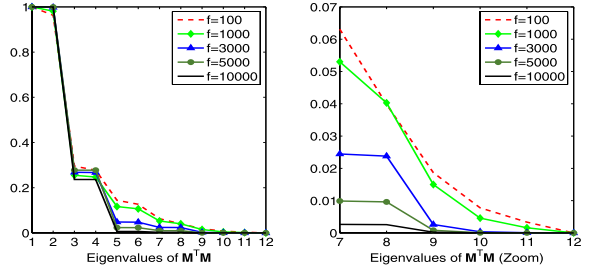 1
0.8
0.6
0.4
0.2
0
1 2 3 4 5 6 7 8 9 10 11 12
Eigenvalues of MᵀM
f=100
f=1000
f=3000
f=5000
f=10000
0.07
0.06
0.05
0.04
0.03
0.02
0.01
0
7 8 9 10 11 12
Eigenvalues of MᵀM (Zoom)
f=100
f=1000
f=3000
f=5000
f=10000